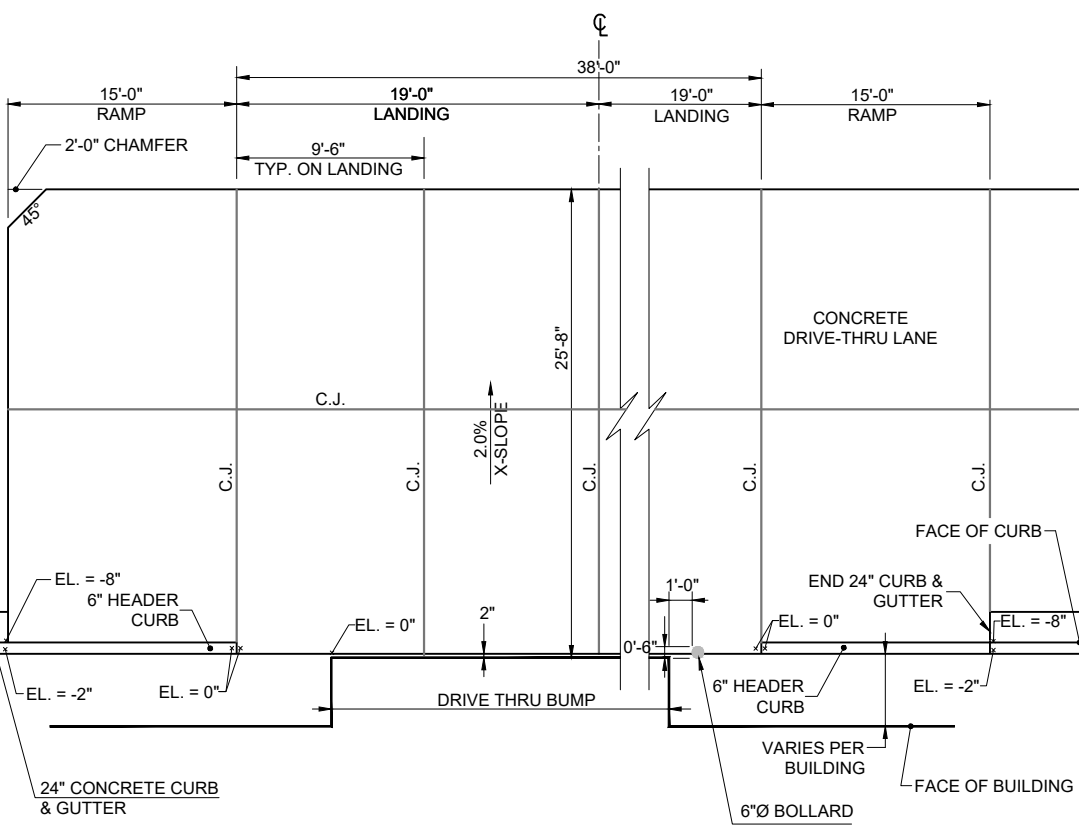 ℄
38'-0"
15'-0"
RAMP
19'-0"
LANDING
19'-0"
LANDING
15'-0"
RAMP
2'-0" CHAMFER
9'-6"
TYP. ON LANDING
45°
25'-8"
CONCRETE
DRIVE-THRU LANE
C.J.
2.0%
X-SLOPE
C.J.
C.J.
C.J.
C.J.
C.J.
FACE OF CURB
EL. = -8"
6" HEADER
CURB
1'-0"
END 24" CURB &
GUTTER
2"
EL. = 0"
0'-6"
EL. = 0"
EL. = -8"
EL. = -2"
EL. = 0"
DRIVE THRU BUMP
6" HEADER
CURB
EL. = -2"
VARIES PER
BUILDING
24" CONCRETE CURB
& GUTTER
6"Ø BOLLARD
FACE OF BUILDING